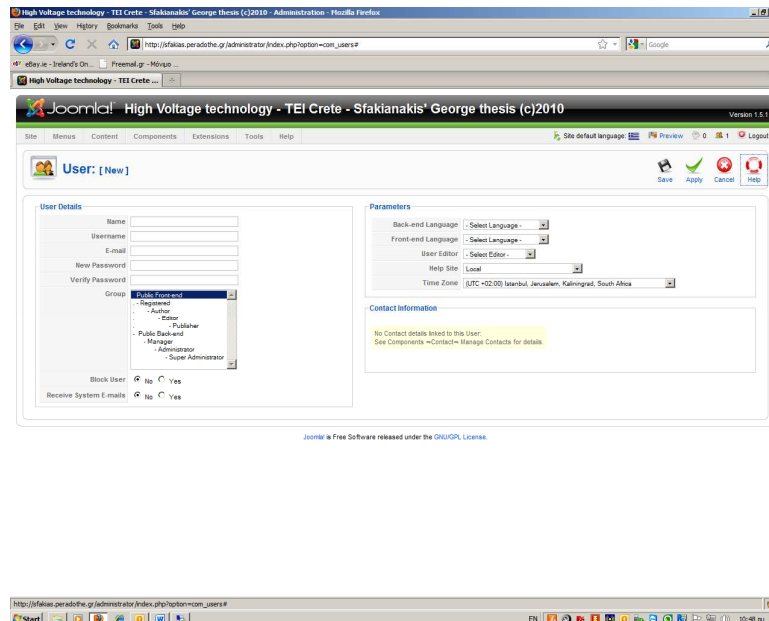 High Voltage technology - TEI Crete - Sfakianakis' George thesis (c)2010 - Administration - Mozilla Firefox
File Edit View History Bookmarks Tools Help
http://sfakias.peradothe.gr/administrator/index.php?option=com_users#
Google
eBay.ie - Ireland's On... Freemail.gr - Μόνιμο ...
High Voltage technology - TEI Crete ...
Joomla! High Voltage technology - TEI Crete - Sfakianakis' George thesis (c)2010
Version 1.5.1
Site Menus Content Components Extensions Tools Help Site default language: Preview 0 1 Logout
User: [ New ]
Save Apply Cancel Help
User Details
Name
Username
E-mail
New Password
Verify Password
Group
Public Front-end
. - Registered
. - Author
. - Editor
. - Publisher
- Public Back-end
. - Manager
. - Administrator
. - Super Administrator
Block User No Yes
Receive System E-mails No Yes
Parameters
Back-end Language - Select Language -
Front-end Language - Select Language -
User Editor - Select Editor -
Help Site Local
Time Zone (UTC +02:00) Istanbul, Jerusalem, Kaliningrad, South Africa
Contact Information
No Contact details linked to this User:
See Components ⇒Contact⇒ Manage Contacts for details.
Joomla! is Free Software released under the GNU/GPL License.
http://sfakias.peradothe.gr/administrator/index.php?option=com_users#
Start EN 10:48 πμ